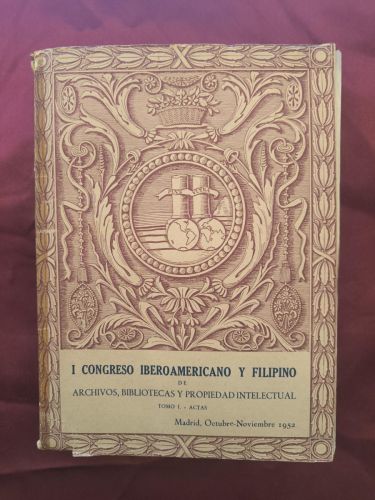 I CONGRESO IBEROAMERICANO Y FILIPINO
DE
ARCHIVOS, BIBLIOTECAS Y PROPIEDAD INTELECTUAL
TOMO I. - ACTAS
Madrid, Octubre-Noviembre 1952